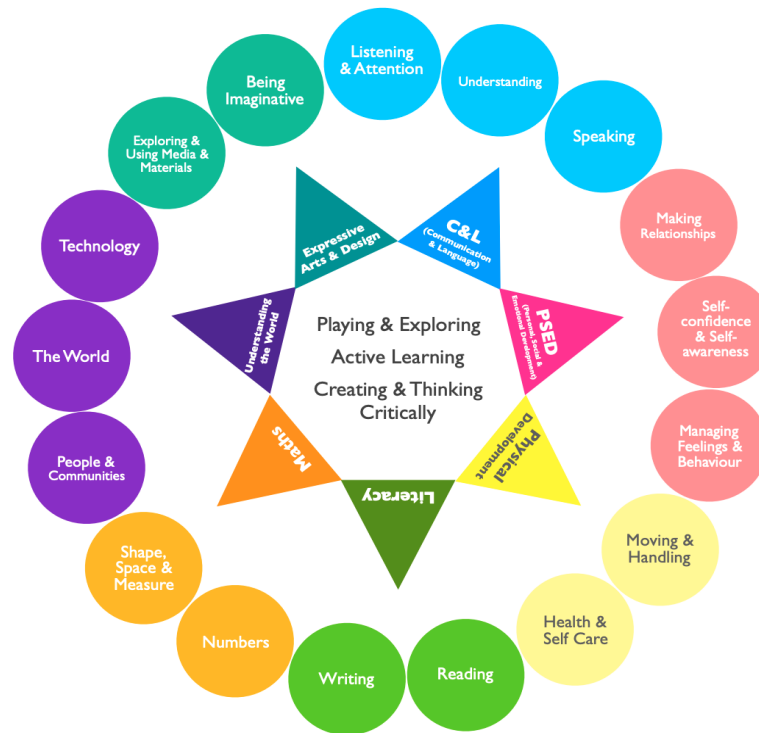 Listening
& Attention
Understanding
Speaking
Making
Relationships
Self-
confidence
& Self-
awareness
Managing
Feelings &
Behaviour
Moving &
Handling
Health &
Self Care
Reading
Writing
Numbers
Shape,
Space &
Measure
People &
Communities
The World
Technology
Exploring &
Using Media &
Materials
Being
Imaginative
C&L
(Communication
& Language)
PSED
(Personal, Social &
Emotional Development)
Physical
Development
Literacy
Maths
Understanding
the World
Expressive
Arts & Design
Playing & Exploring
Active Learning
Creating & Thinking
Critically